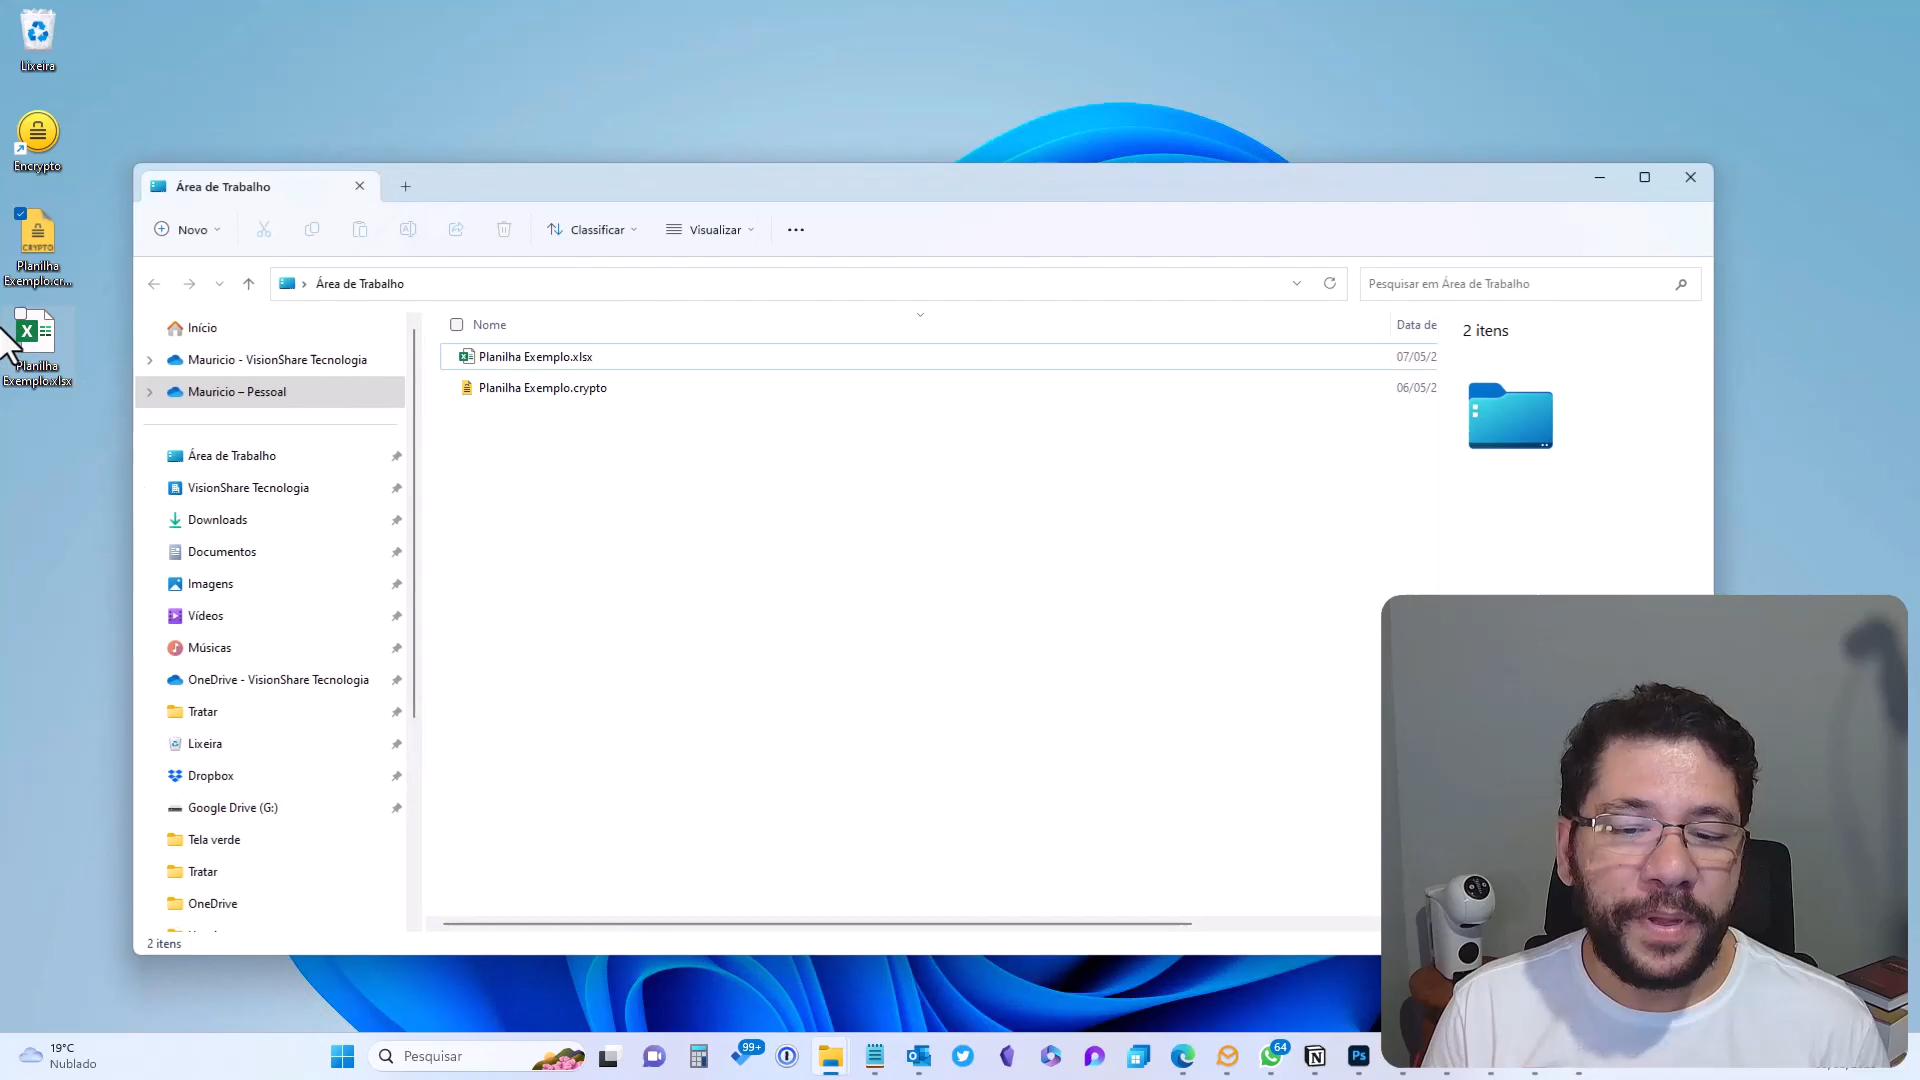 Lixeira
Encrypto
CRYPTO
Planilha
Exemplo.cr...
Planilha
Exemplo.xlsx
Área de Trabalho
Novo
Classificar
Visualizar
Área de Trabalho
Pesquisar em Área de Trabalho
Início
Mauricio - VisionShare Tecnologia
Mauricio – Pessoal
Área de Trabalho
VisionShare Tecnologia
Downloads
Documentos
Imagens
Vídeos
Músicas
OneDrive - VisionShare Tecnologia
Tratar
Lixeira
Dropbox
Google Drive (G:)
Tela verde
Tratar
OneDrive
2 itens
Nome
Data de
Planilha Exemplo.xlsx
07/05/2
Planilha Exemplo.crypto
06/05/2
2 itens
19°C
Nublado
Pesquisar
99+
64
Ps